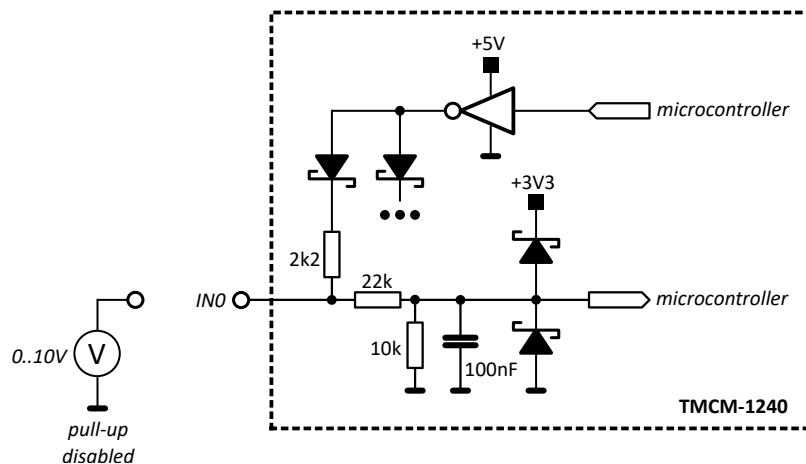 +5V
microcontroller
+3V3
2k2
22k
IN0
microcontroller
0..10V
V
10k
100nF
TMCM-1240
pull-up
disabled